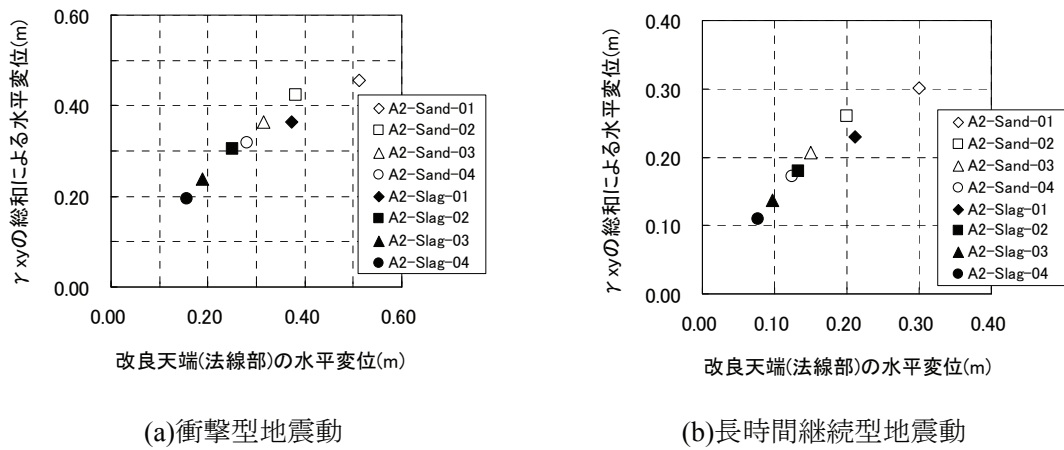 γxyの総和による水平変位(m)
0.60
0.40
0.20
0.00
0.00 0.20 0.40 0.60
改良天端(法線部)の水平変位(m)
A2-Sand-01
A2-Sand-02
A2-Sand-03
A2-Sand-04
A2-Slag-01
A2-Slag-02
A2-Slag-03
A2-Slag-04
(a)衝撃型地震動
γxyの総和による水平変位(m)
0.40
0.30
0.20
0.10
0.00
0.00 0.10 0.20 0.30 0.40
改良天端(法線部)の水平変位(m)
A2-Sand-01
A2-Sand-02
A2-Sand-03
A2-Sand-04
A2-Slag-01
A2-Slag-02
A2-Slag-03
A2-Slag-04
(b)長時間継続型地震動